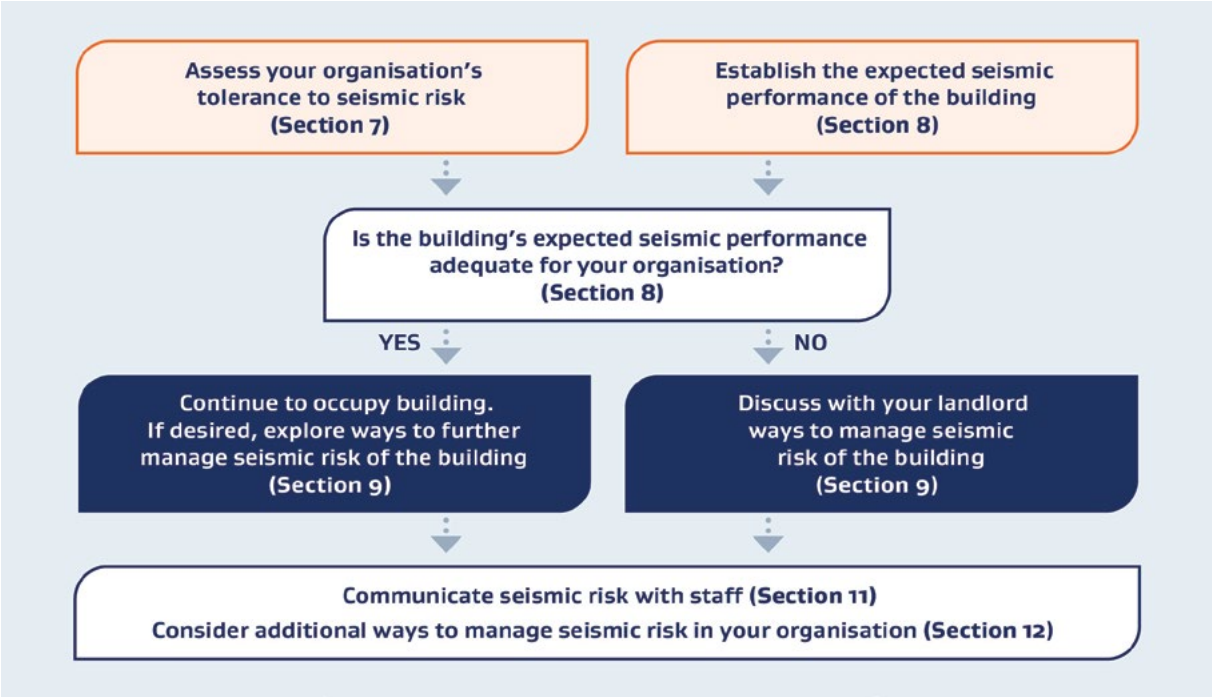 Assess your organisation's
tolerance to seismic risk
(Section 7)
Establish the expected seismic
performance of the building
(Section 8)
Is the building's expected seismic performance
adequate for your organisation?
(Section 8)
YES
NO
Continue to occupy building.
If desired, explore ways to further
manage seismic risk of the building
(Section 9)
Discuss with your landlord
ways to manage seismic
risk of the building
(Section 9)
Communicate seismic risk with staff (Section 11)
Consider additional ways to manage seismic risk in your organisation (Section 12)